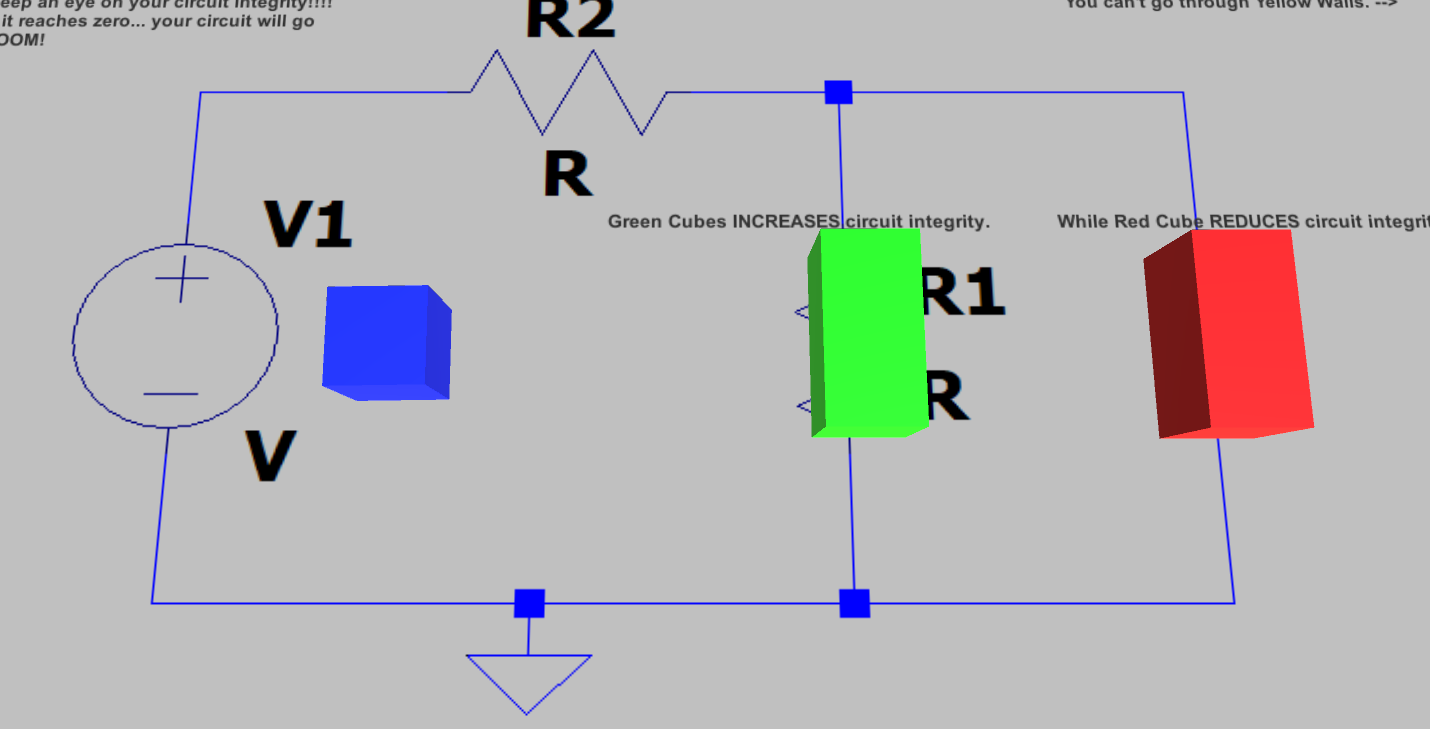 eep an eye on your circuit integrity!!!!
it reaches zero... your circuit will go
OOM!
You can't go through Yellow Walls. -->
R2
R
V1
V
Green Cubes INCREASES circuit integrity.
While Red Cube REDUCES circuit integrit
R1
R